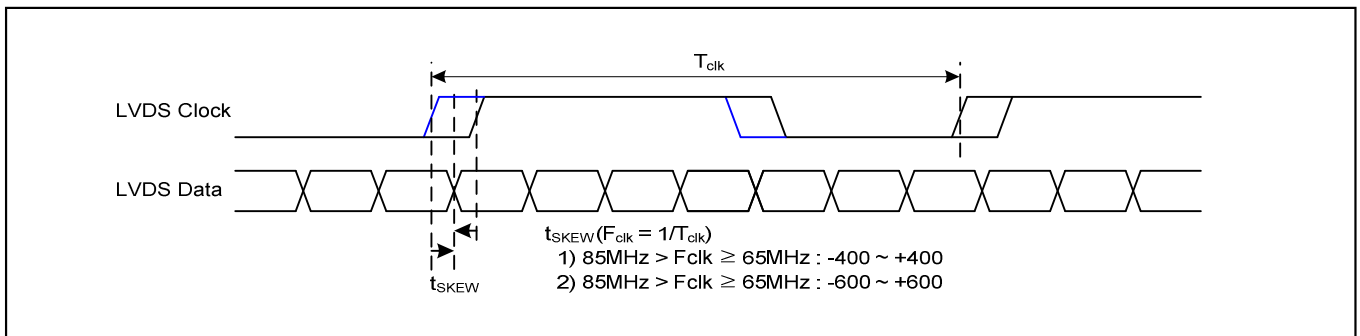 Tclk
LVDS Clock
LVDS Data
tSKEW (Fclk = 1/Tclk)
1) 85MHz > Fclk ≥ 65MHz : -400 ~ +400
2) 85MHz > Fclk ≥ 65MHz : -600 ~ +600
tSKEW